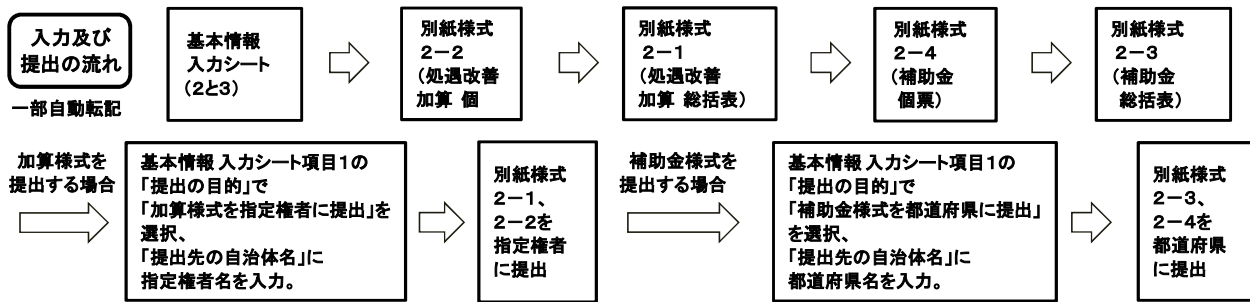 入力及び
提出の流れ
一部自動転記
基本情報
入力シート
(2と3)
別紙様式
2－2
(処遇改善
加算 個
別紙様式
2－1
(処遇改善
加算 総括表)
別紙様式
2－4
(補助金
個票)
別紙様式
2－3
(補助金
総括表)
加算様式を
提出する場合
基本情報 入力シート項目1の
「提出の目的」で
「加算様式を指定権者に提出」を
選択、
「提出先の自治体名」に
指定権者名を入力。
別紙様式
2－1、
2－2を
指定権者
に提出
補助金様式を
提出する場合
基本情報 入力シート項目1の
「提出の目的」で
「補助金様式を都道府県に提出」
を選択、
「提出先の自治体名」に
都道府県名を入力。
別紙様式
2－3、
2－4を
都道府県
に提出